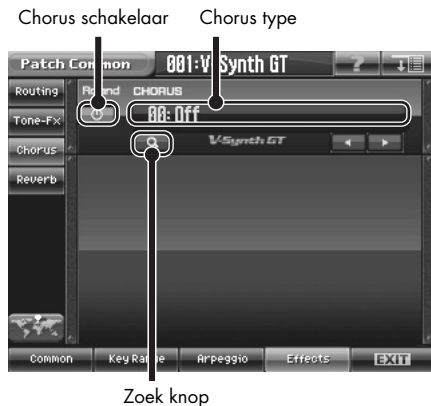 Chorus schakelaar Chorus type
Patch Common 001:V-Synth GT ?
Routing Round CHORUS
Tone-Fx 00: Off
Chorus V-Synth GT
Reverb
Common Key Range Arpeggio Effects EXIT
Zoek knop